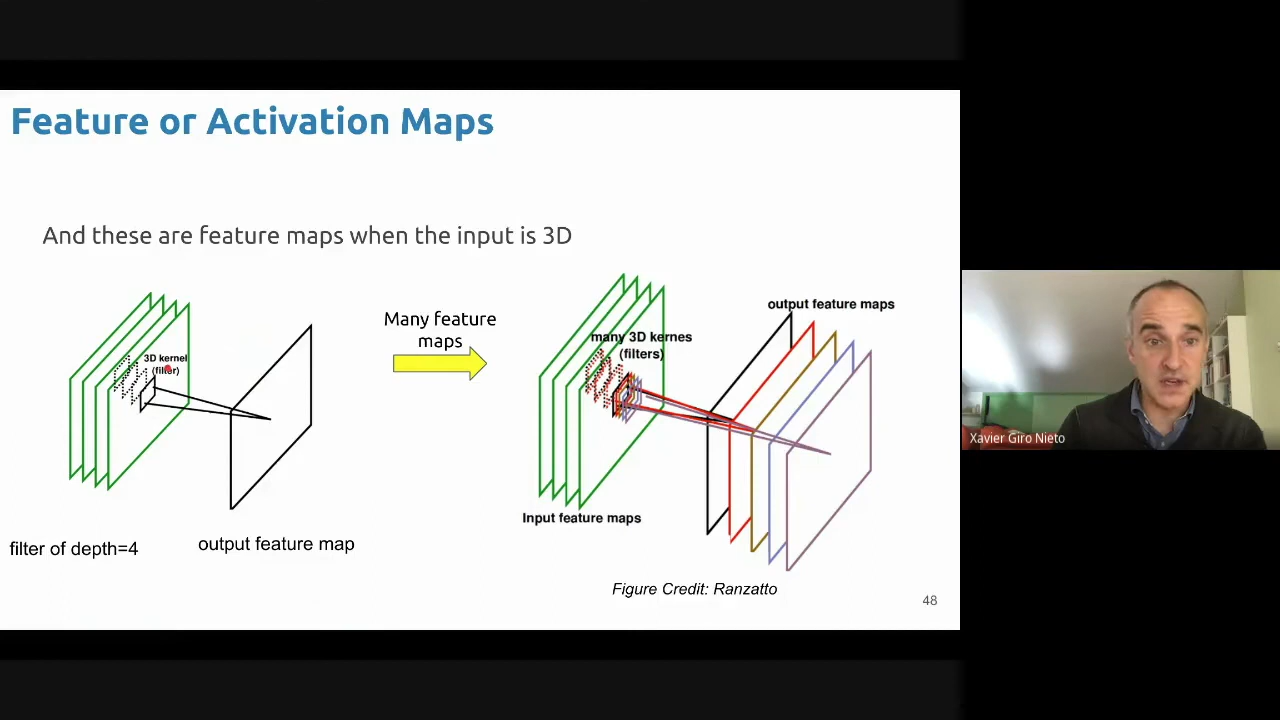 Feature or Activation Maps
And these are feature maps when the input is 3D
3D kernel
(filter)
filter of depth=4
output feature map
Many feature
maps
many 3D kernes
(filters)
output feature maps
Input feature maps
Figure Credit: Ranzatto
48
Xavier Giro Nieto